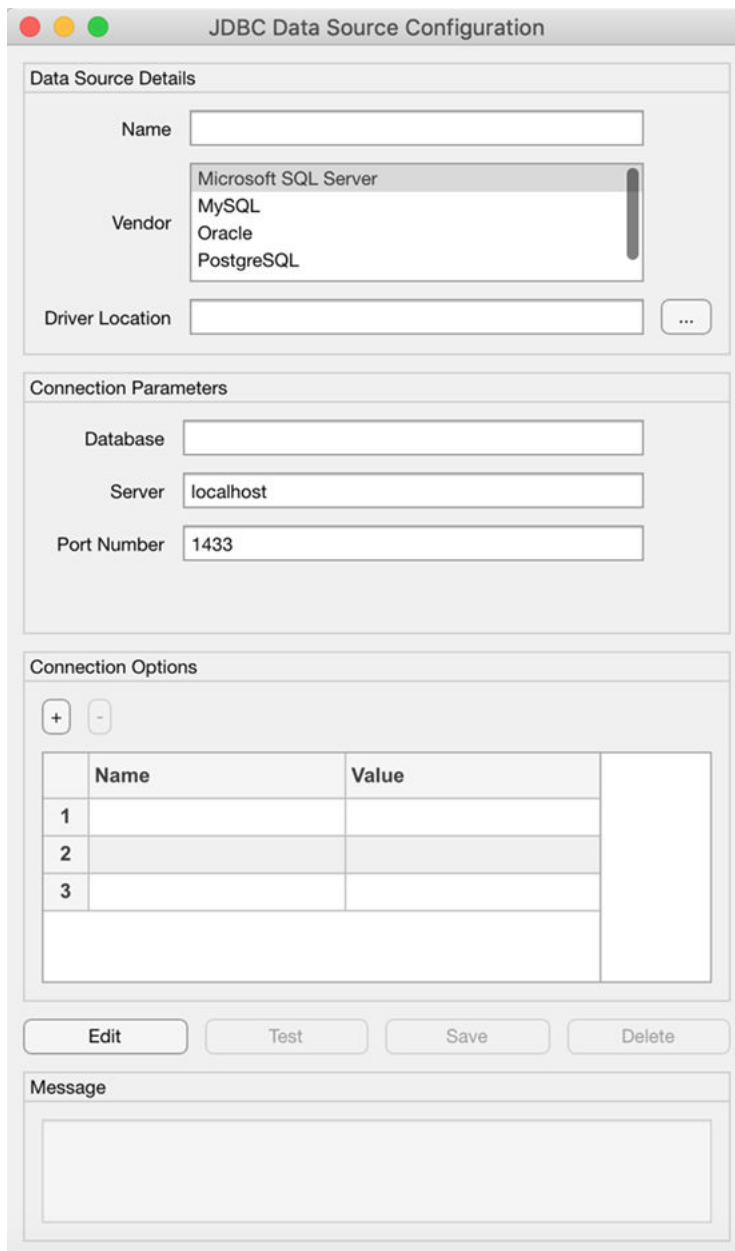 JDBC Data Source Configuration
Data Source Details
Name
Vendor
Microsoft SQL Server
MySQL
Oracle
PostgreSQL
Driver Location
...
Connection Parameters
Database
Server localhost
Port Number 1433
Connection Options
+ -
Name Value
1
2
3
Edit Test Save Delete
Message